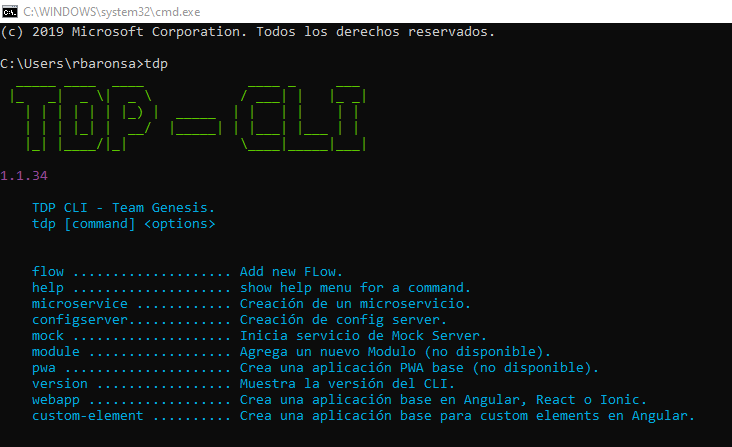 C:\WINDOWS\system32\cmd.exe
(c) 2019 Microsoft Corporation. Todos los derechos reservados.
C:\Users\rbaronsa>tdp
TDP - CLI
1.1.34
TDP CLI - Team Genesis.
tdp [command] <options>
flow .................... Add new FLow.
help .................... show help menu for a command.
microservice ............ Creación de un microservicio.
configserver............. Creación de config server.
mock .................... Inicia servicio de Mock Server.
module .................. Agrega un nuevo Modulo (no disponible).
pwa ..................... Crea una aplicación PWA base (no disponible).
version ................. Muestra la versión del CLI.
webapp .................. Crea una aplicación base en Angular, React o Ionic.
custom-element .......... Crea una aplicación base para custom elements en Angular.